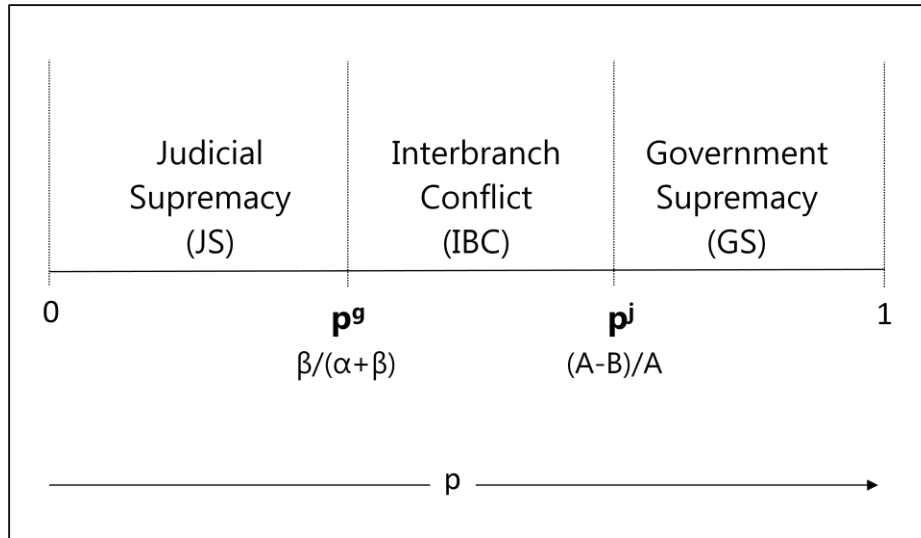 Judicial
Supremacy
(JS)
Interbranch
Conflict
(IBC)
Government
Supremacy
(GS)
0
pᵍ
β/(α+β)
pʲ
(A-B)/A
1
p